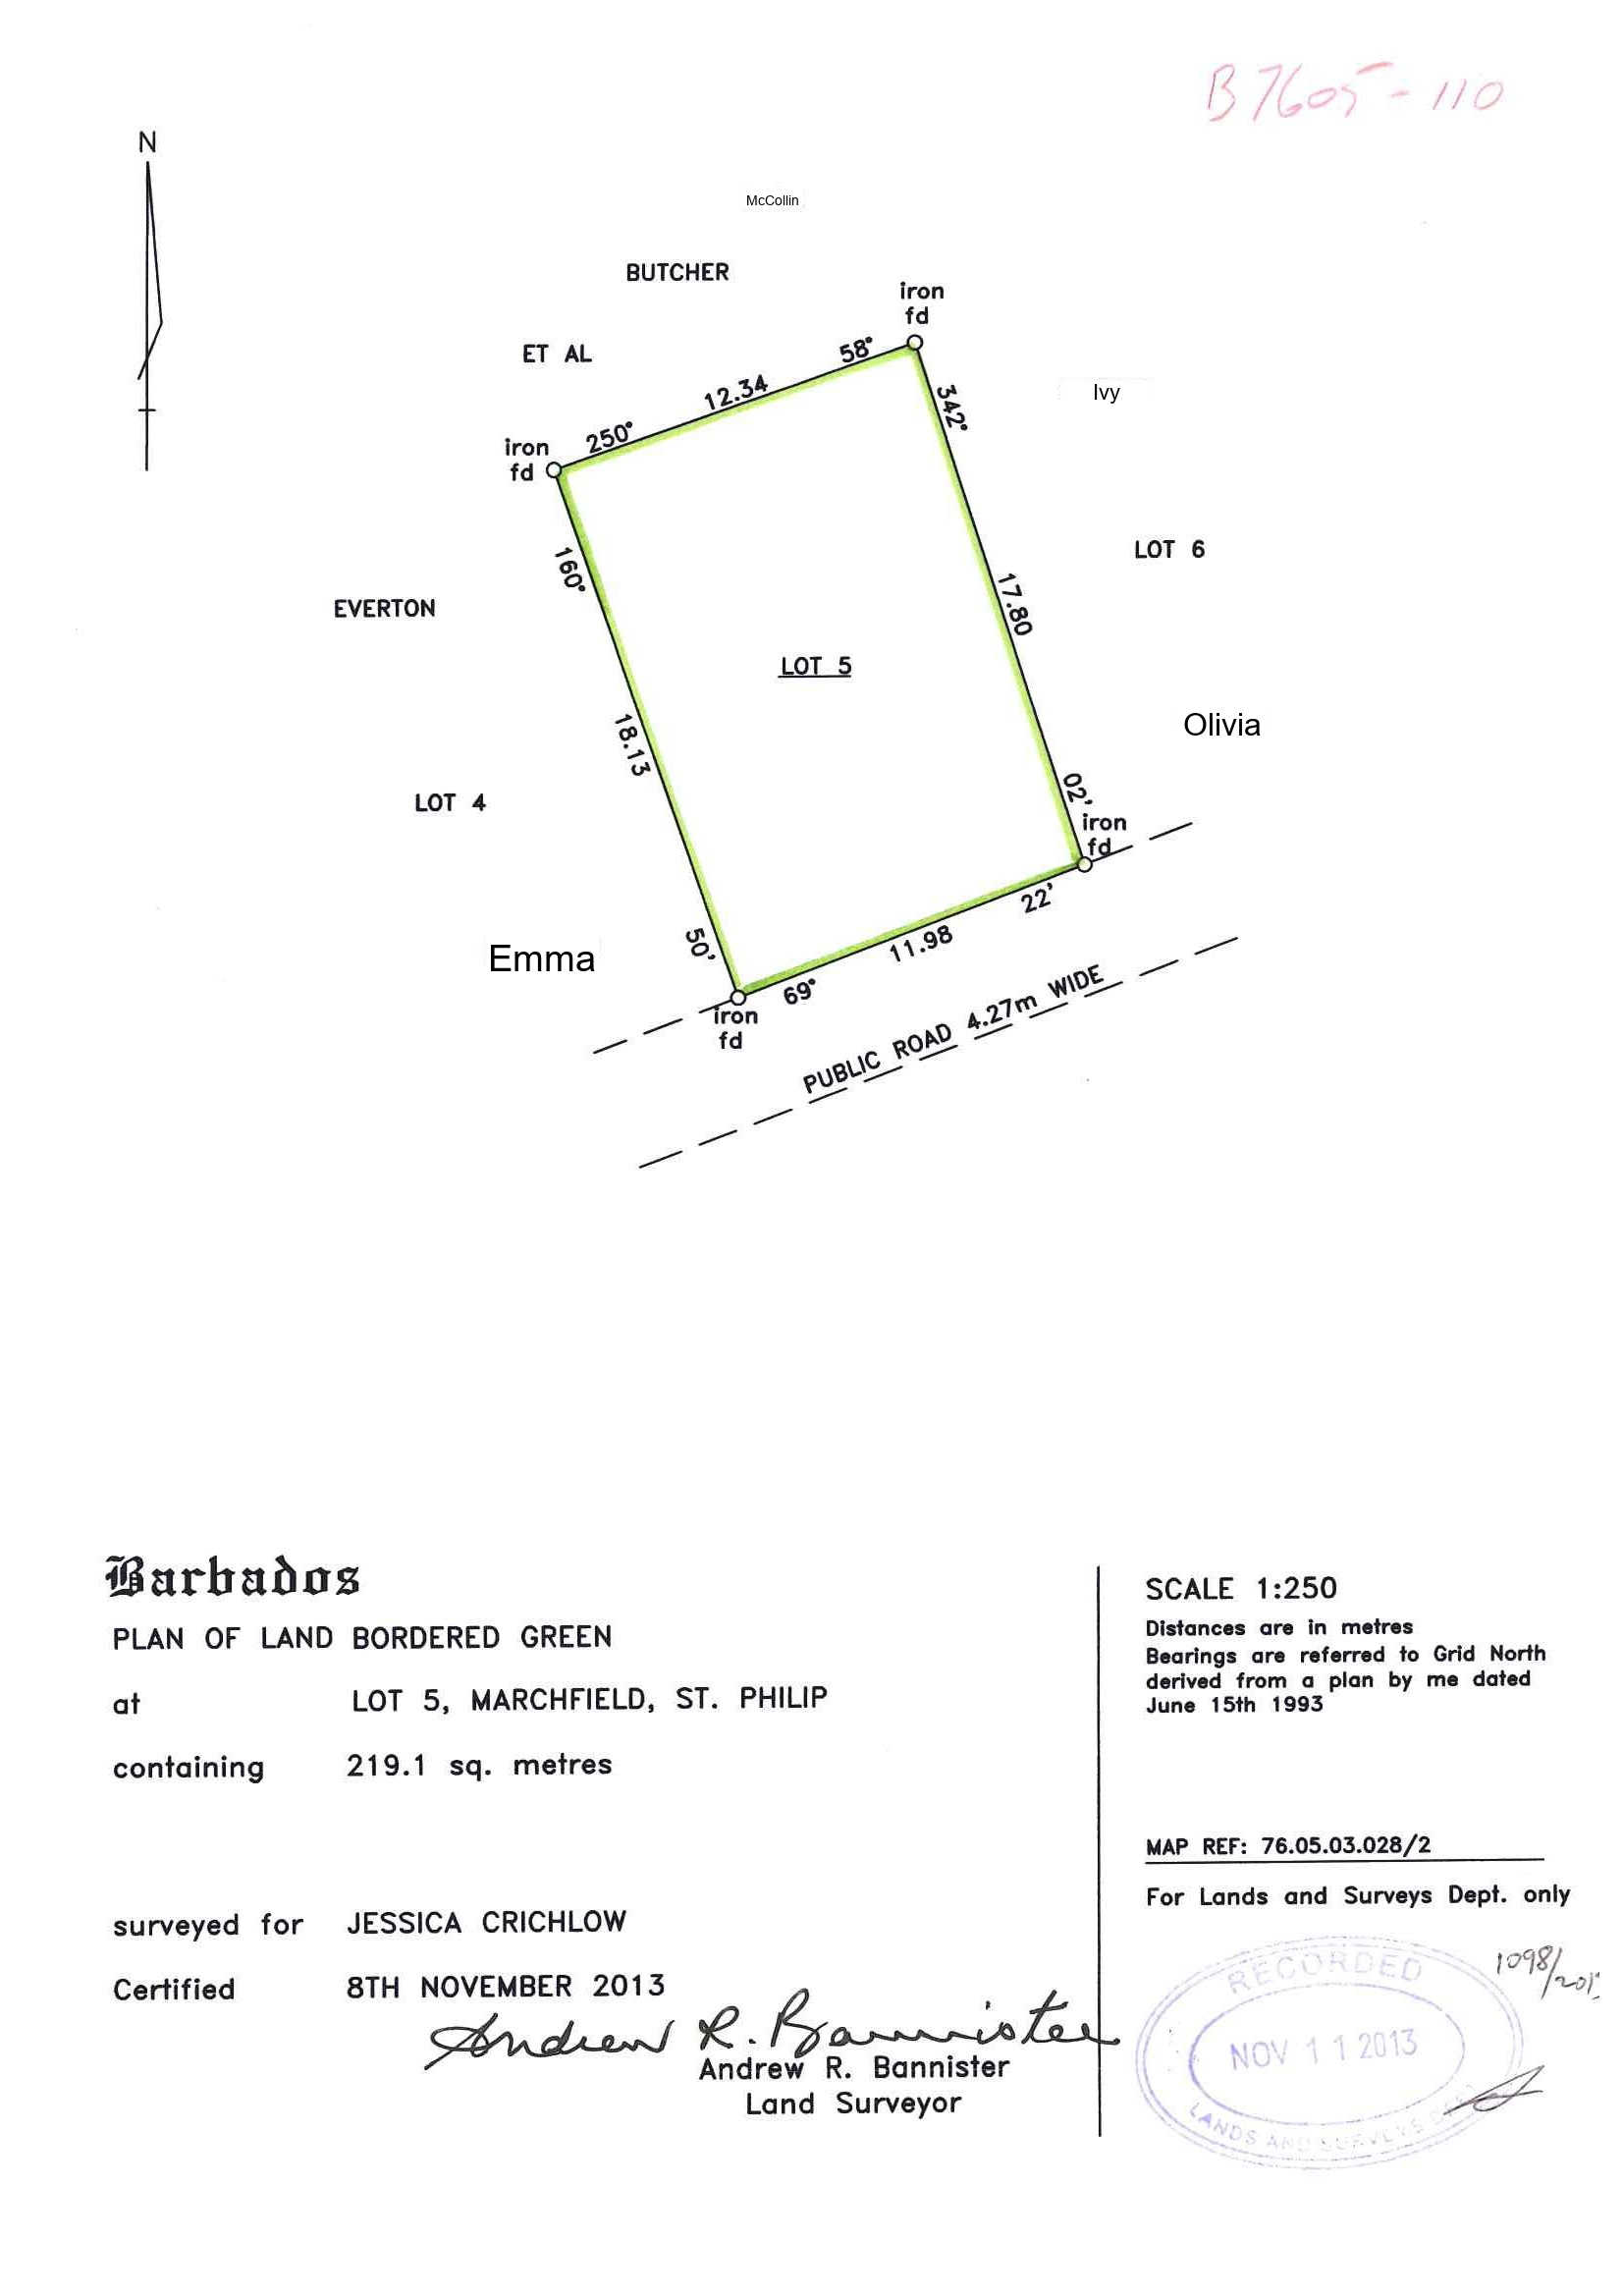 B7605-110
N
McCollin
BUTCHER
iron
fd
ET AL
58°
12.34
250°
342°
Ivy
iron
fd
160°
LOT 6
EVERTON
17.80
LOT 5
18.13
Olivia
LOT 4
02'
iron
fd
22'
50'
11.98
Emma
69°
iron
fd
PUBLIC ROAD 4.27m WIDE
Barbados
PLAN OF LAND BORDERED GREEN
at LOT 5, MARCHFIELD, ST. PHILIP
containing 219.1 sq. metres
surveyed for JESSICA CRICHLOW
Certified 8TH NOVEMBER 2013
Andrew R. Bannister
Andrew R. Bannister
Land Surveyor
SCALE 1:250
Distances are in metres
Bearings are referred to Grid North
derived from a plan by me dated
June 15th 1993
MAP REF: 76.05.03.028/2
For Lands and Surveys Dept. only
1098/
RECORDED
NOV 11 2013
LANDS AND SURVEYS